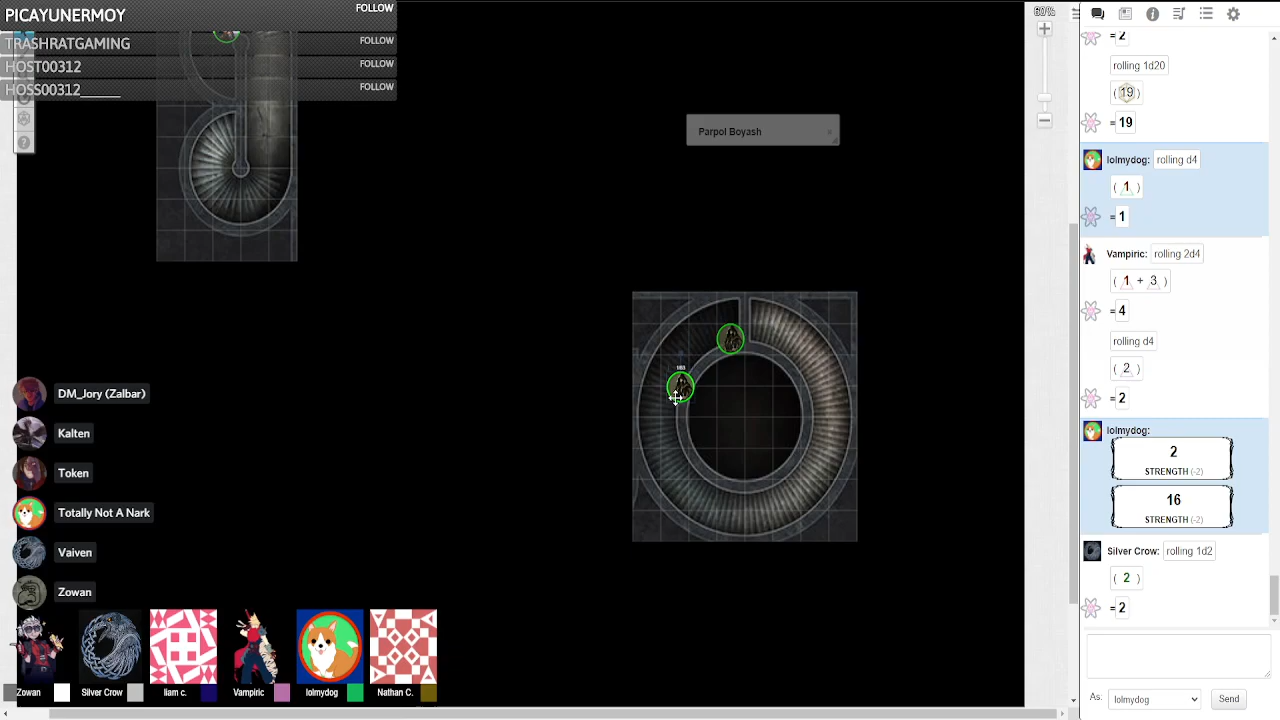 PICAYUNERMOY FOLLOW
TRASHRATGAMING FOLLOW
HOST00312 FOLLOW
HOSS00312_____ FOLLOW
60%
Parpol Boyash
DM_Jory (Zalbar)
Kalten
Token
Totally Not A Nark
Vaiven
Zowan
Zowan
Silver Crow
liam c.
Vampiric
lolmydog
Nathan C.
=2
rolling 1d20
(19)
=19
lolmydog: rolling d4
(1)
=1
Vampiric: rolling 2d4
(1 + 3)
=4
rolling d4
(2)
=2
lolmydog:
2
STRENGTH (-2)
16
STRENGTH (-2)
Silver Crow: rolling 1d2
(2)
=2
As: lolmydog Send